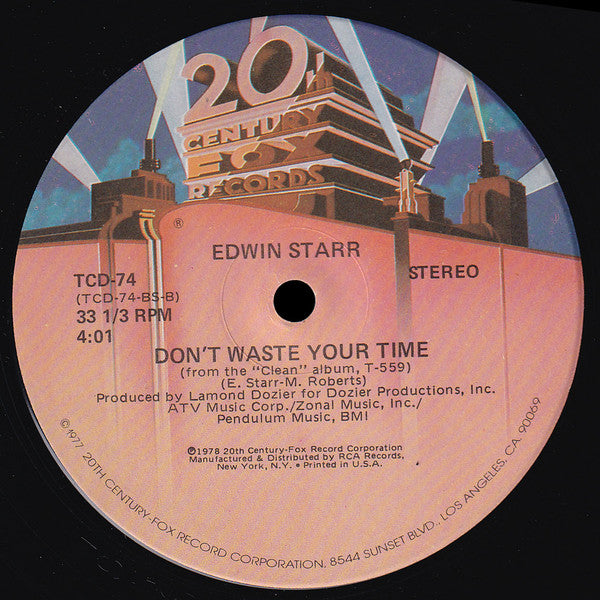 20th
CENTURY
FOX
RECORDS
®
EDWIN STARR
TCD-74
STEREO
(TCD-74-BS-B)
33 1/3 RPM
4:01
DON'T WASTE YOUR TIME
(from the "Clean" album, T-559)
(E. Starr-M. Roberts)
Produced by Lamond Dozier for Dozier Productions, Inc.
ATV Music Corp./Zonal Music, Inc./
Pendulum Music, BMI
℗1978 20th Century-Fox Record Corporation
Manufactured & Distributed by RCA Records,
New York, N.Y. • Printed in U.S.A.
©1977 20TH CENTURY-FOX RECORD CORPORATION. 8544 SUNSET BLVD., LOS ANGELES, CA. 90069